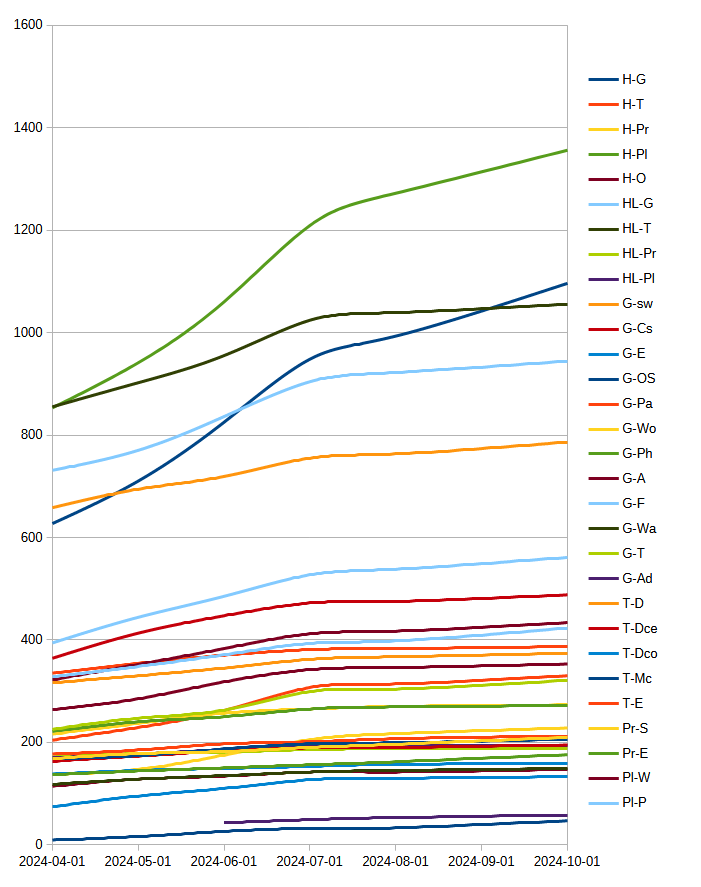 1600
1400
1200
1000
800
600
400
200
0
2024-04-01 2024-05-01 2024-06-01 2024-07-01 2024-08-01 2024-09-01 2024-10-01
H-G
H-T
H-Pr
H-Pl
H-O
HL-G
HL-T
HL-Pr
HL-Pl
G-sw
G-Cs
G-E
G-OS
G-Pa
G-Wo
G-Ph
G-A
G-F
G-Wa
G-T
G-Ad
T-D
T-Dce
T-Dco
T-Mc
T-E
Pr-S
Pr-E
Pl-W
Pl-P